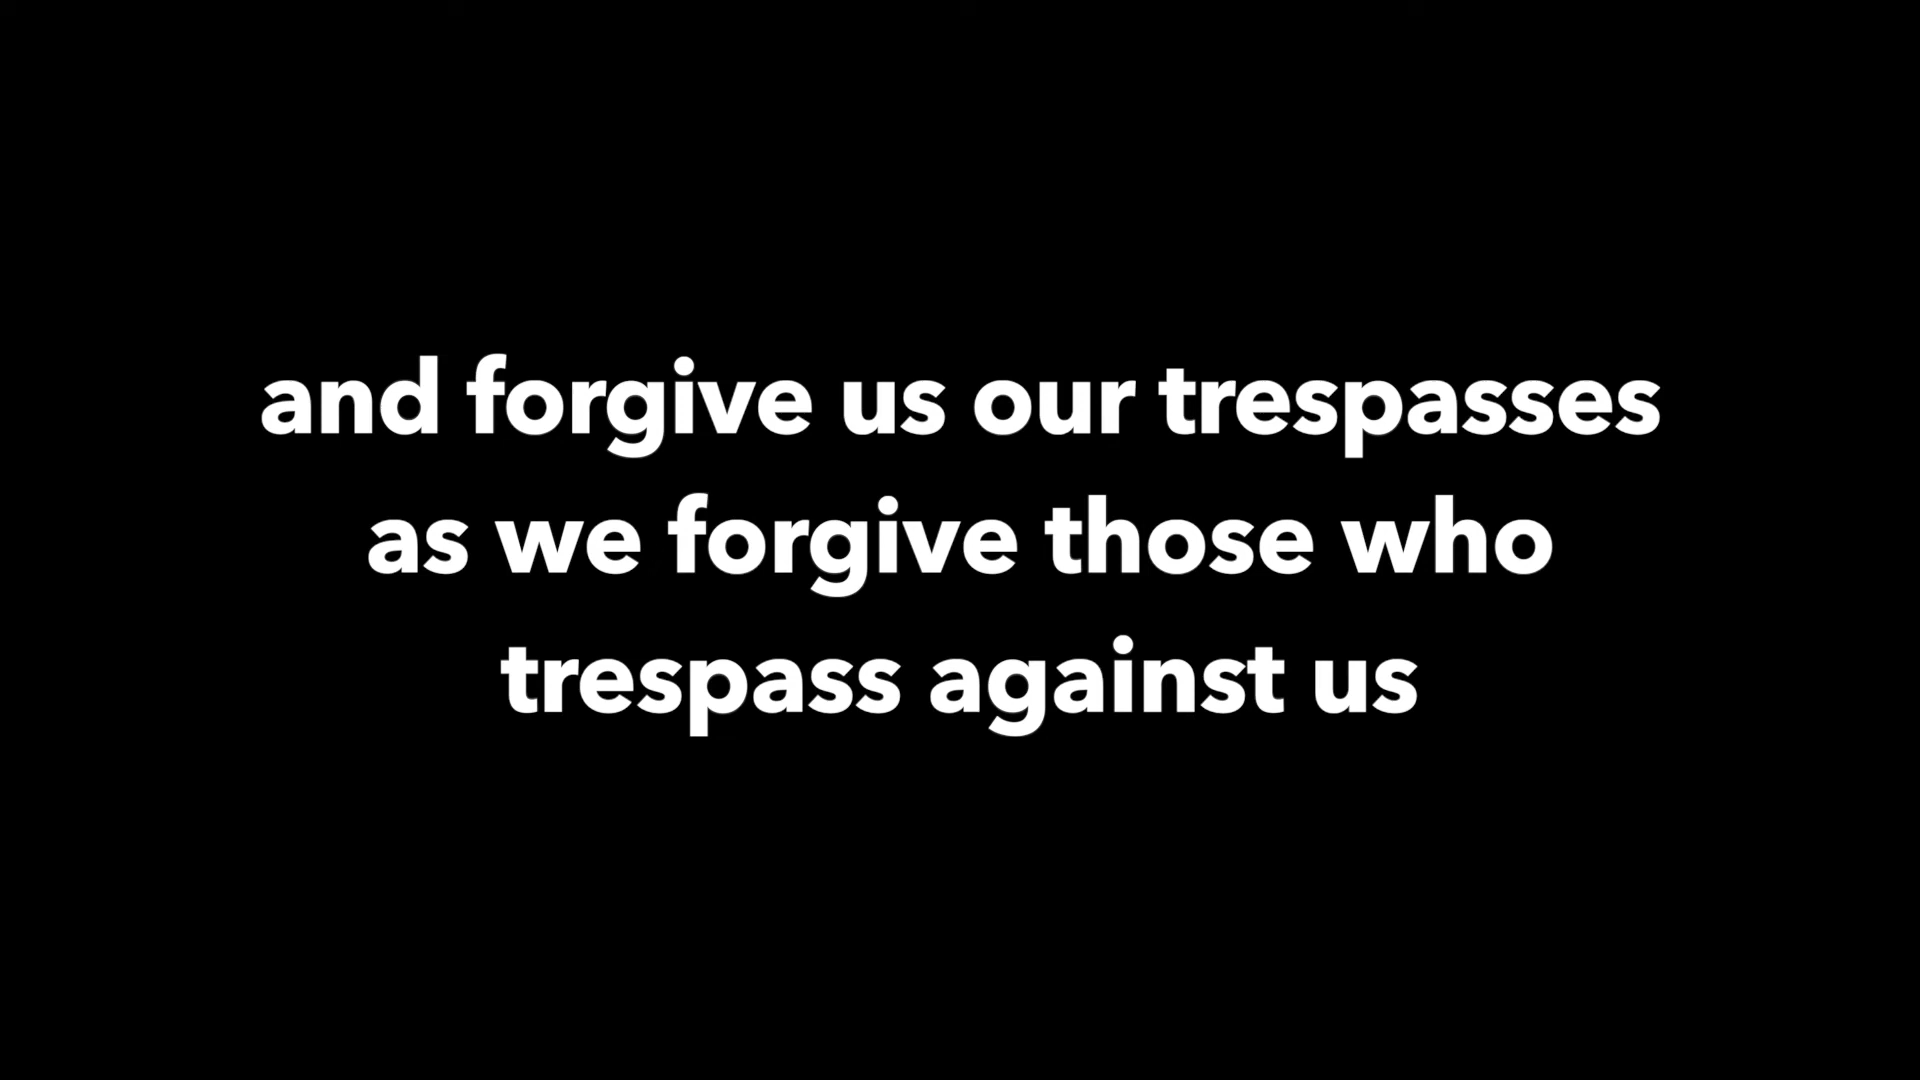 and forgive us our trespasses
as we forgive those who
trespass against us